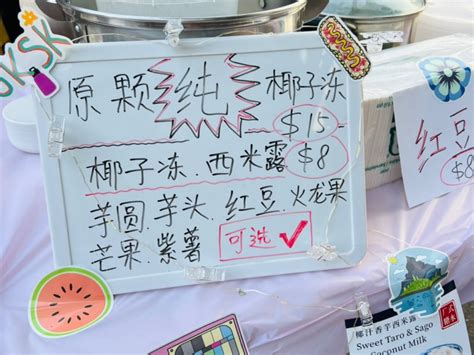 OKSK
原颗 纯 椰子冻
$15
椰子冻.西米露 $8
芋圆.芋头.红豆.火龙果
芒果.紫薯 可选 ✓
红豆
$8
椰汁香芋西米露
Sweet Taro & Sago
Coconut Milk